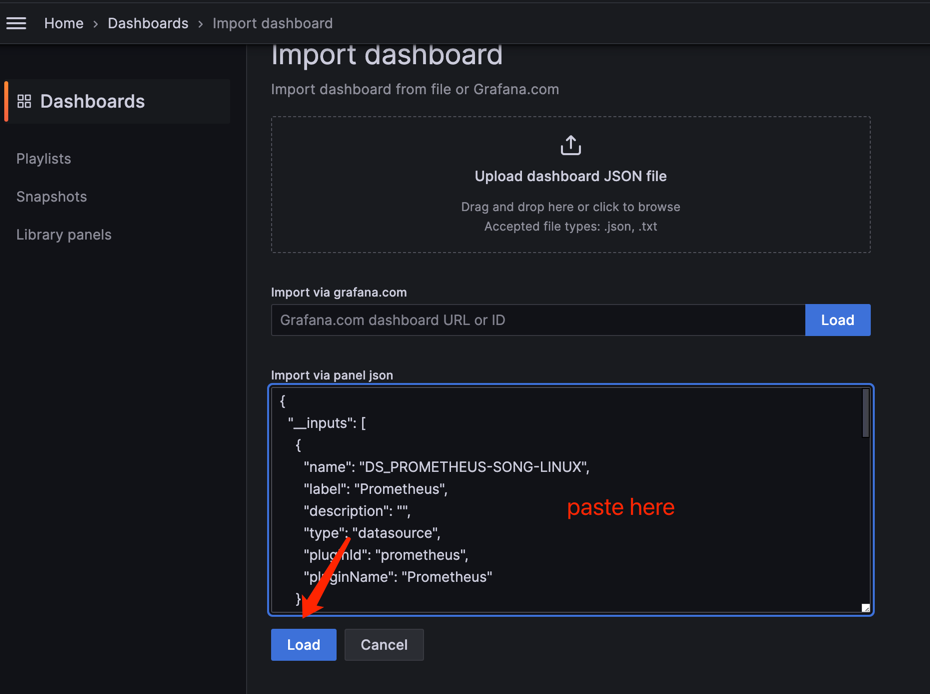 Home › Dashboards › Import dashboard
Import dashboard
Dashboards
Import dashboard from file or Grafana.com
Playlists
Snapshots
Library panels
Upload dashboard JSON file
Drag and drop here or click to browse
Accepted file types: .json, .txt
Import via grafana.com
Grafana.com dashboard URL or ID
Load
Import via panel json
{
"__inputs": [
{
"name": "DS_PROMETHEUS-SONG-LINUX",
"label": "Prometheus",
"description": "",
paste here
"type": "datasource",
"pluginId": "prometheus",
"pluginName": "Prometheus"
}
Load
Cancel